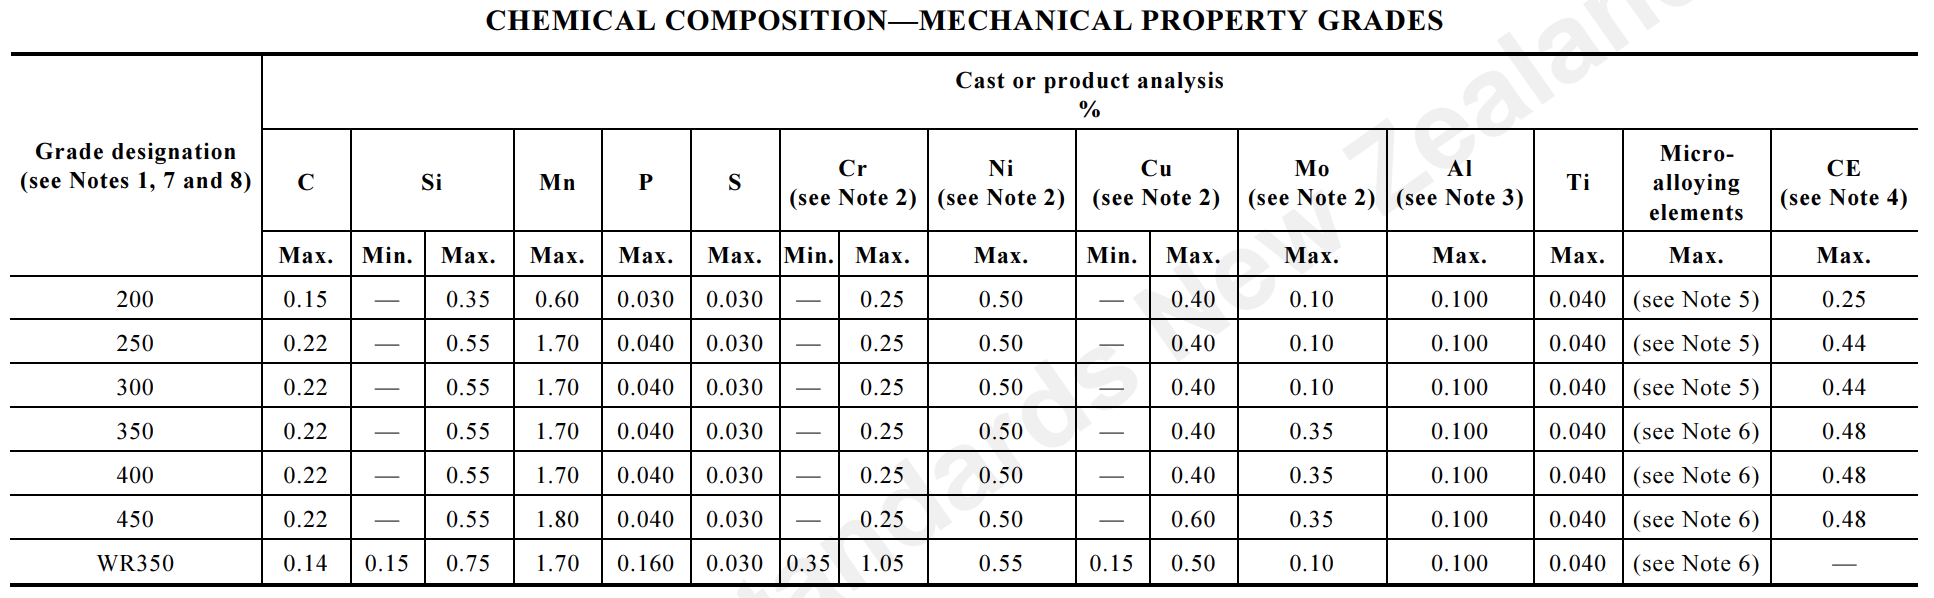 CHEMICAL COMPOSITION—MECHANICAL PROPERTY GRADES
Grade designation
(see Notes 1, 7 and 8)
Cast or product analysis
%
C Si Mn P S Cr (see Note 2) Ni (see Note 2) Cu (see Note 2) Mo (see Note 2) Al (see Note 3) Ti Micro-alloying elements CE (see Note 4)
Max. Min. Max. Max. Max. Max. Min. Max. Max. Min. Max. Max. Max. Max. Max. Max.
200 0.15 — 0.35 0.60 0.030 0.030 — 0.25 0.50 — 0.40 0.10 0.100 0.040 (see Note 5) 0.25
250 0.22 — 0.55 1.70 0.040 0.030 — 0.25 0.50 — 0.40 0.10 0.100 0.040 (see Note 5) 0.44
300 0.22 — 0.55 1.70 0.040 0.030 — 0.25 0.50 — 0.40 0.10 0.100 0.040 (see Note 5) 0.44
350 0.22 — 0.55 1.70 0.040 0.030 — 0.25 0.50 — 0.40 0.35 0.100 0.040 (see Note 6) 0.48
400 0.22 — 0.55 1.70 0.040 0.030 — 0.25 0.50 — 0.40 0.35 0.100 0.040 (see Note 6) 0.48
450 0.22 — 0.55 1.80 0.040 0.030 — 0.25 0.50 — 0.60 0.35 0.100 0.040 (see Note 6) 0.48
WR350 0.14 0.15 0.75 1.70 0.160 0.030 0.35 1.05 0.55 0.15 0.50 0.10 0.100 0.040 (see Note 6) —
New